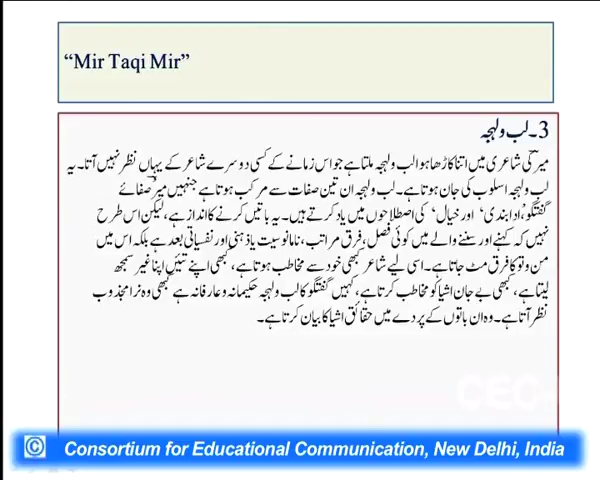 “Mir Taqi Mir”
3۔ لب ولہجہ
میر کی شاعری میں اتنا کاڑھا ہوا لب ولہجہ ملتا ہے جو اس زمانے کے کسی دوسرے شاعر کے یہاں نظر نہیں آتا۔ یہ
لب ولہجہ اسلوب کی جان ہوتا ہے۔ لب ولہجہ ان تین صفات سے مرکب ہوتا ہے جنہیں میر صفائے
گفتگو، ادابندی‘ اور خیال‘ کی اصطلاحوں میں یاد کرتے ہیں۔ یہ باتیں کرنے کا انداز ہے، لیکن اس طرح
نہیں کہ کہنے اور سننے والے میں کوئی فصل، فرق مراتب، نامانوسیت یا ذہنی اور نفسیاتی بعد ہے بلکہ اس میں
من و تو کا فرق مٹ جاتا ہے۔ اسی لیے شاعر کبھی خود سے مخاطب ہوتا ہے، کبھی اپنے تئیں اپنا غیر سمجھ
لیتا ہے، کبھی بے جان اشیا کو مخاطب کرتا ہے، کہیں گفتگو کا لب ولہجہ حکیمانہ و عارفانہ ہے کبھی وہ نرا مجذوب
نظر آتا ہے۔ وہ ان باتوں کے پردے میں حقائق اشیا کا بیان کرتا ہے۔
CEC
© Consortium for Educational Communication, New Delhi, India